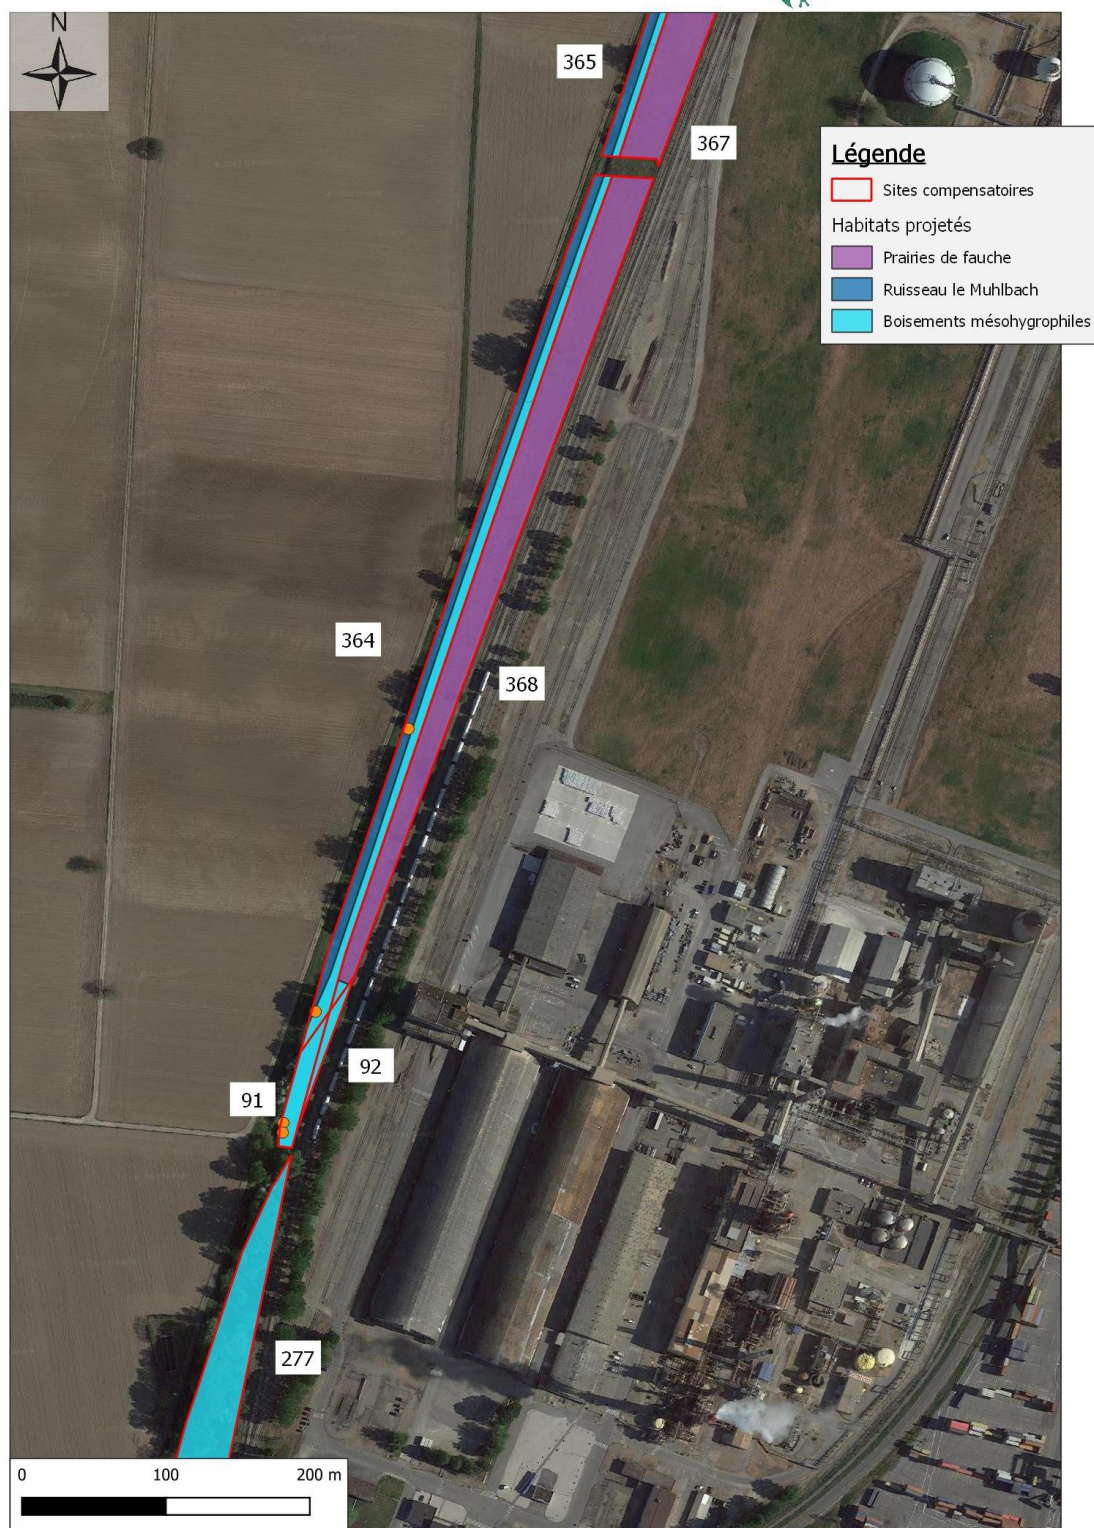 N
365
367
Légende
Sites compensatoires
Habitats projetés
Prairies de fauche
Ruisseau le Muhlbach
Boisements mésohygrophiles
364
368
92
91
277
0 100 200 m